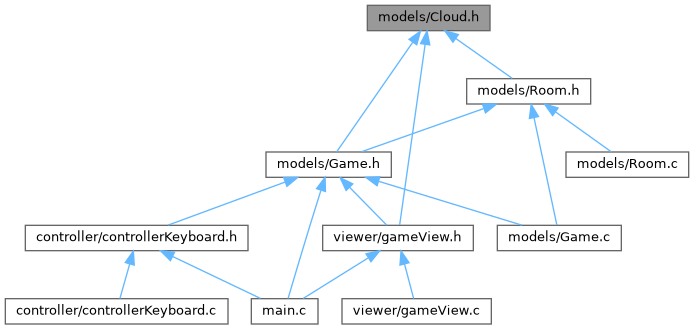 models/Cloud.h
models/Room.h
models/Game.h
models/Room.c
controller/controllerKeyboard.h
viewer/gameView.h
models/Game.c
controller/controllerKeyboard.c
main.c
viewer/gameView.c